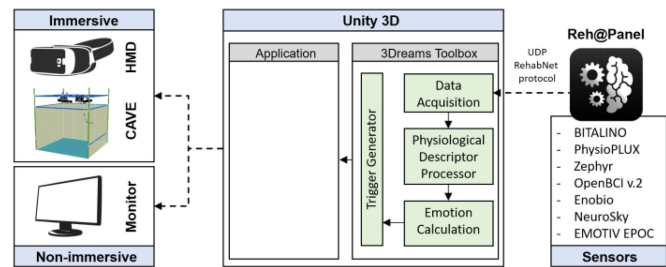 Immersive
HMD
CAVE
Monitor
Non-immersive
Unity 3D
Application
3Dreams Toolbox
Trigger Generator
Data
Acquisition
Physiological
Descriptor
Processor
Emotion
Calculation
UDP
RehabNet
protocol
Reh@Panel
- BITALINO
- PhysioPLUX
- Zephyr
- OpenBCI v.2
- Enobio
- NeuroSky
- EMOTIV EPOC
Sensors